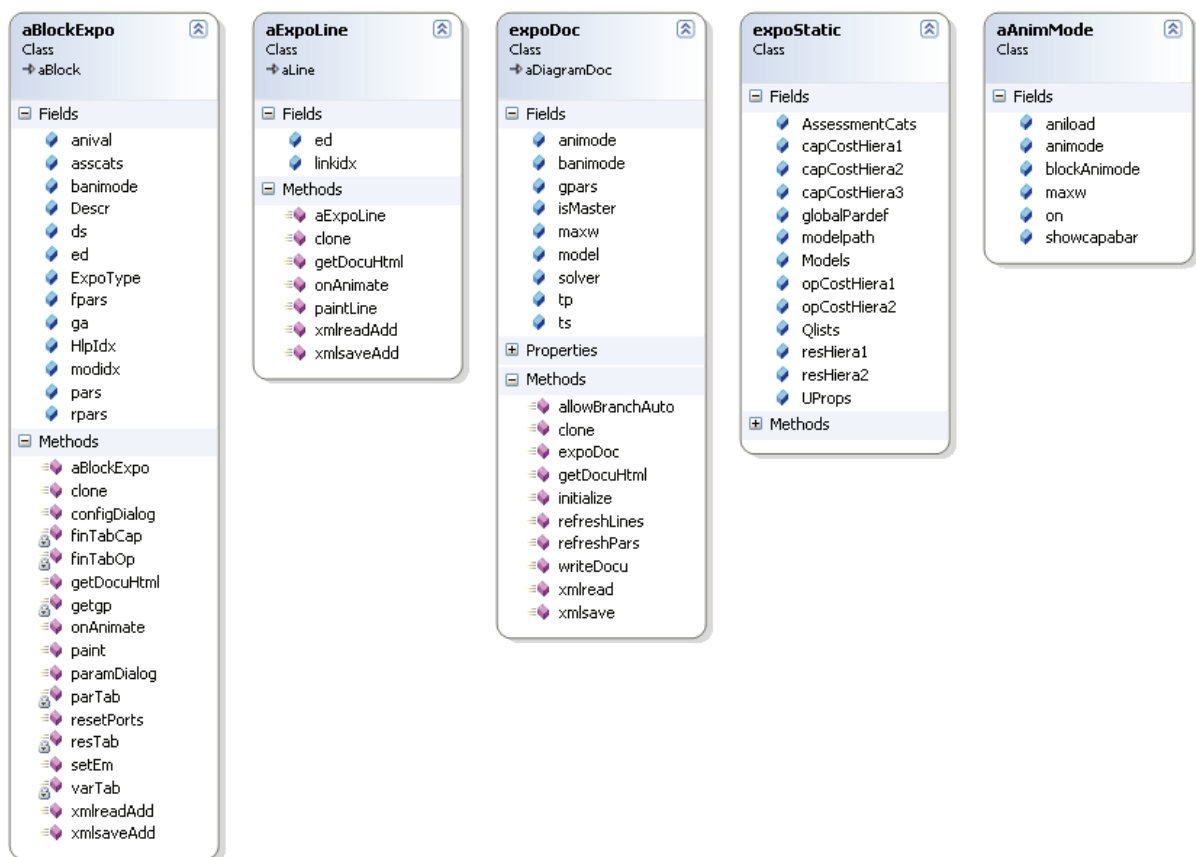 aBlockExpo
Class
aBlock
Fields
anival
asscats
banimode
Descr
ds
ed
ExpoType
fpars
ga
HlpIdx
modidx
pars
rpars
Methods
aBlockExpo
clone
configDialog
finTabCap
finTabOp
getDocuHtml
getgp
onAnimate
paint
paramDialog
parTab
resetPorts
resTab
setEm
varTab
xmlreadAdd
xmlsaveAdd
aExpoLine
Class
aLine
Fields
ed
linkidx
Methods
aExpoLine
clone
getDocuHtml
onAnimate
paintLine
xmlreadAdd
xmlsaveAdd
expoDoc
Class
aDiagramDoc
Fields
animode
banimode
gpars
isMaster
maxw
model
solver
tp
ts
Properties
Methods
allowBranchAuto
clone
expoDoc
getDocuHtml
initialize
refreshLines
refreshPars
writeDocu
xmlread
xmlsave
expoStatic
Class
Fields
AssessmentCats
capCostHiera1
capCostHiera2
capCostHiera3
globalPardef
modelpath
Models
opCostHiera1
opCostHiera2
Qlists
resHiera1
resHiera2
UProps
Methods
aAnimMode
Class
Fields
aniload
animode
blockAnimode
maxw
on
showcapabar